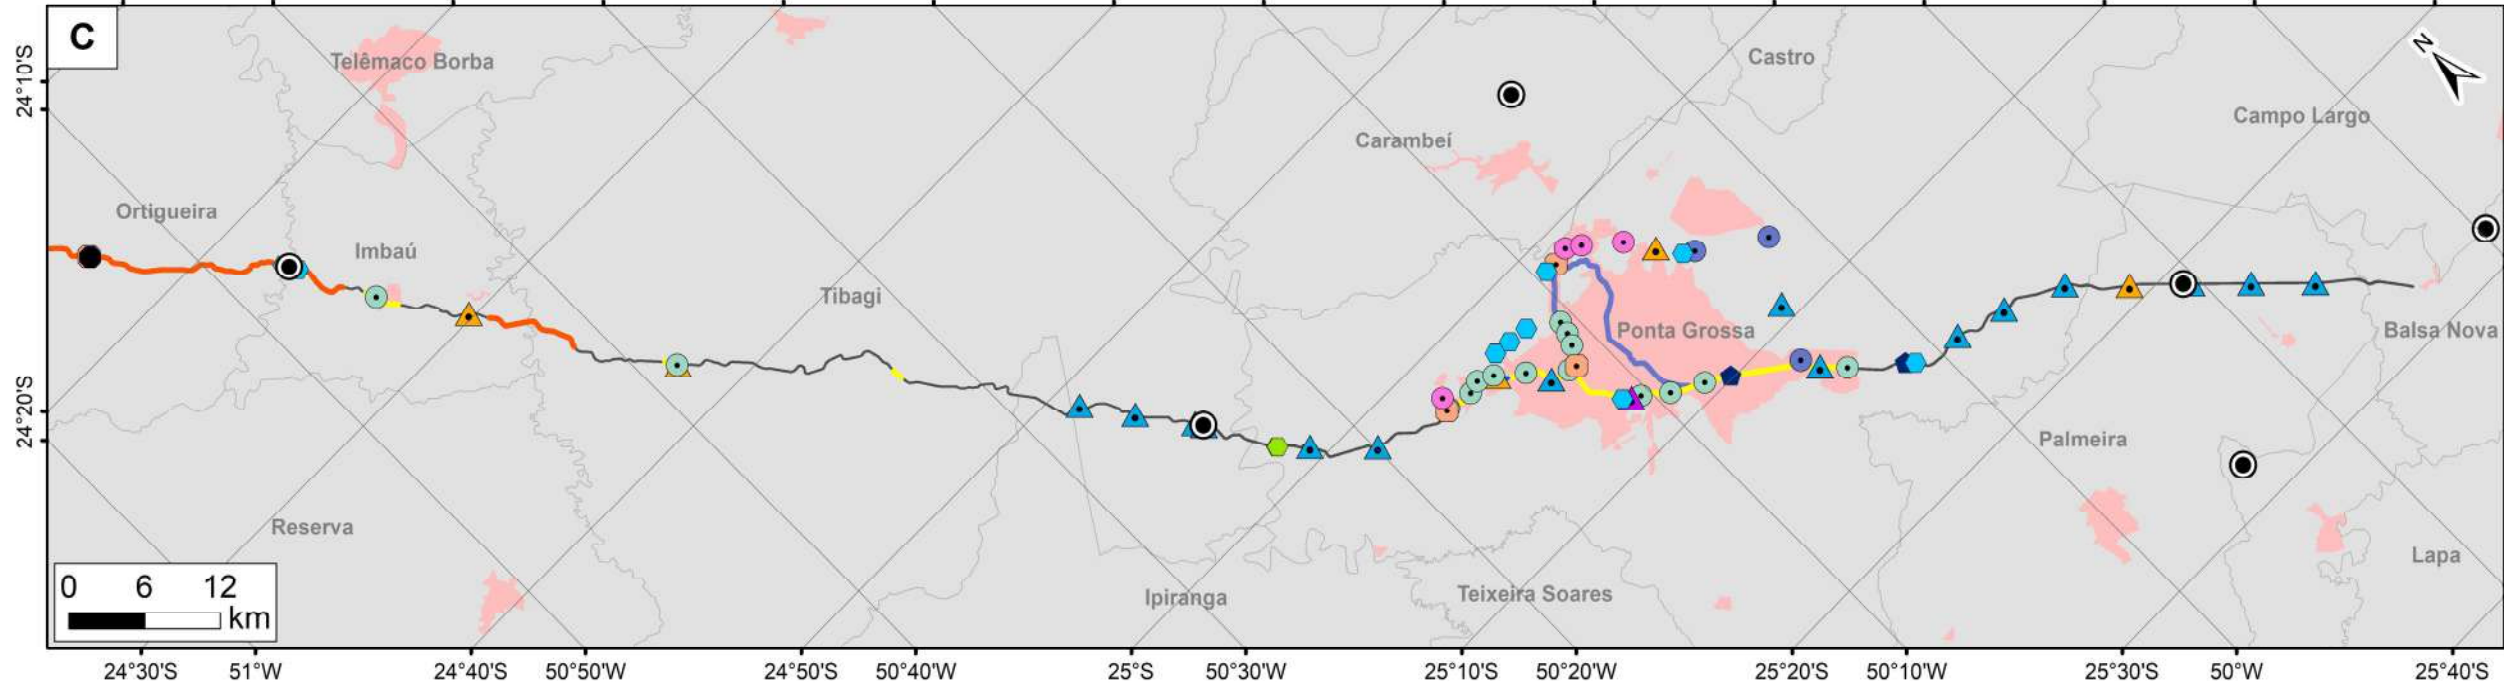 C
N
Castro
Telêmaco Borba
24°10'S
Campo Largo
Carambeí
Ortigueira
Imbaú
Tibagi
Ponta Grossa
Balsa Nova
24°20'S
Palmeira
Reserva
Lapa
0 6 12
km
Ipiranga
Teixeira Soares
24°30'S 51°W 24°40'S 50°50'W 24°50'S 50°40'W 25°S 50°30'W 25°10'S 50°20'W 25°20'S 50°10'W 25°30'S 50°W 25°40'S